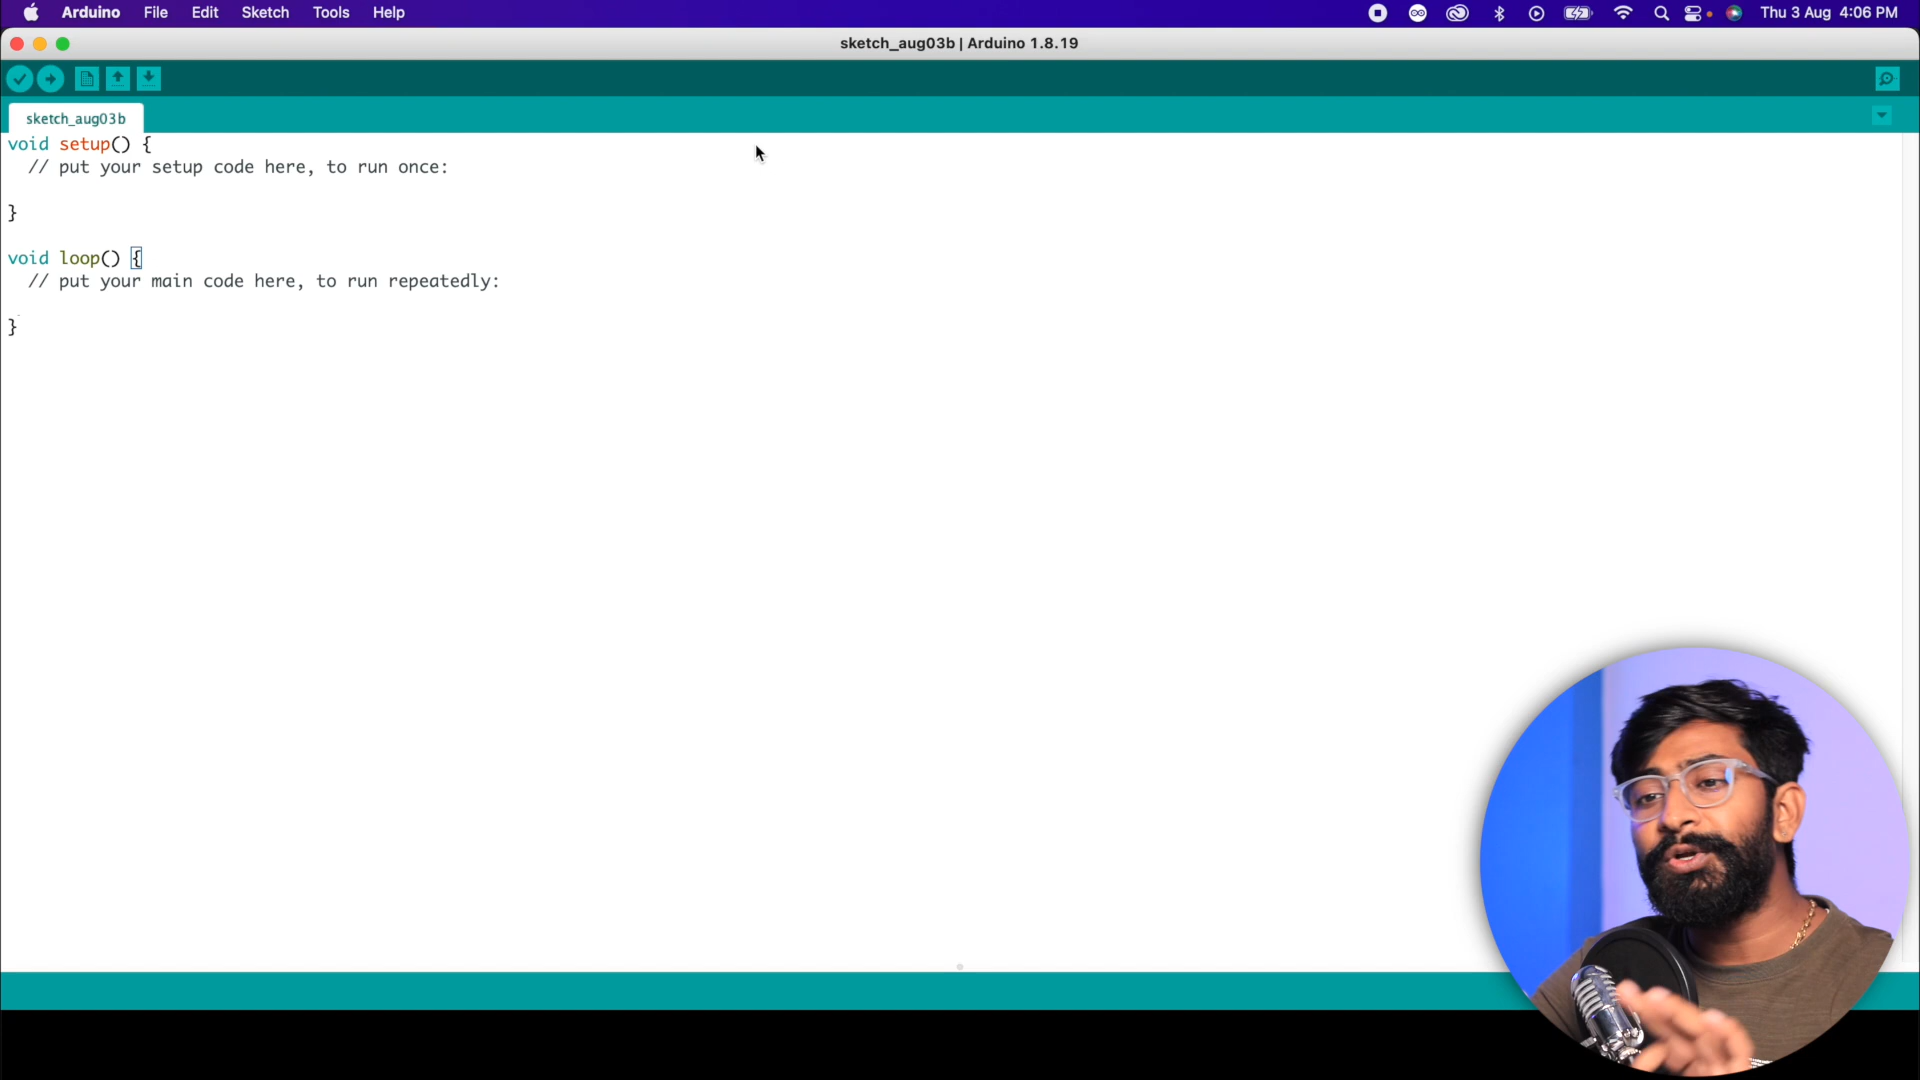 Arduino File Edit Sketch Tools Help Thu 3 Aug 4:06 PM
sketch_aug03b | Arduino 1.8.19
sketch_aug03b
void setup() {
  // put your setup code here, to run once:
}
void loop() {
  // put your main code here, to run repeatedly:
}